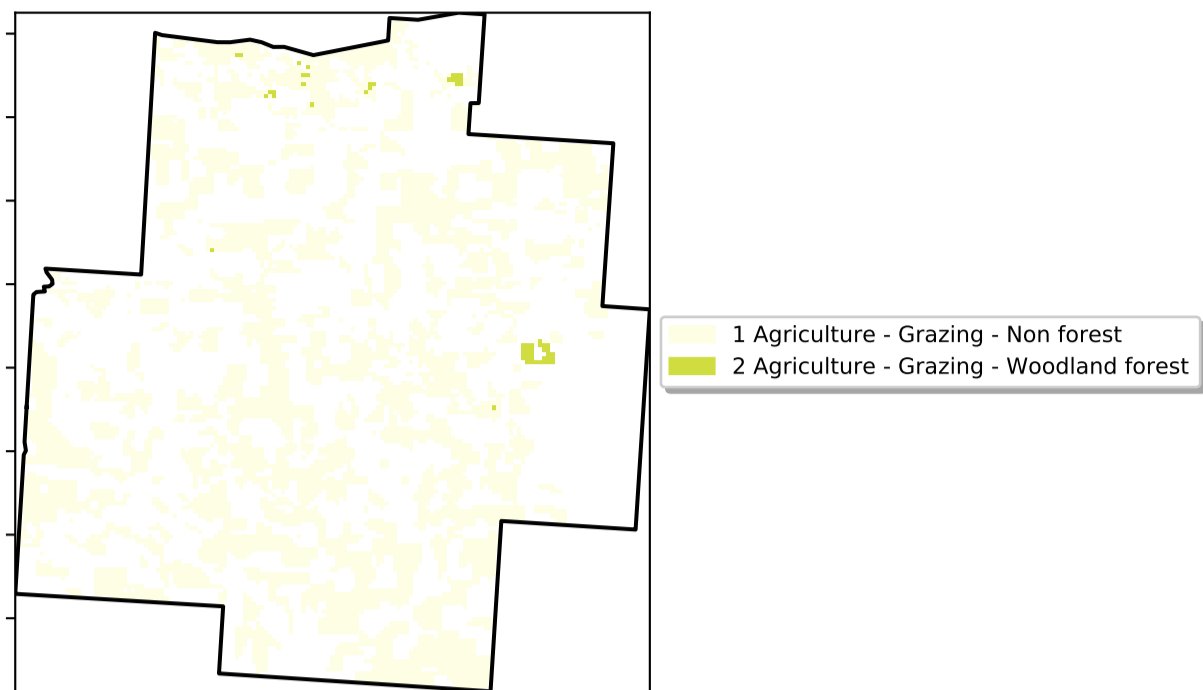 1 Agriculture - Grazing - Non forest
2 Agriculture - Grazing - Woodland forest